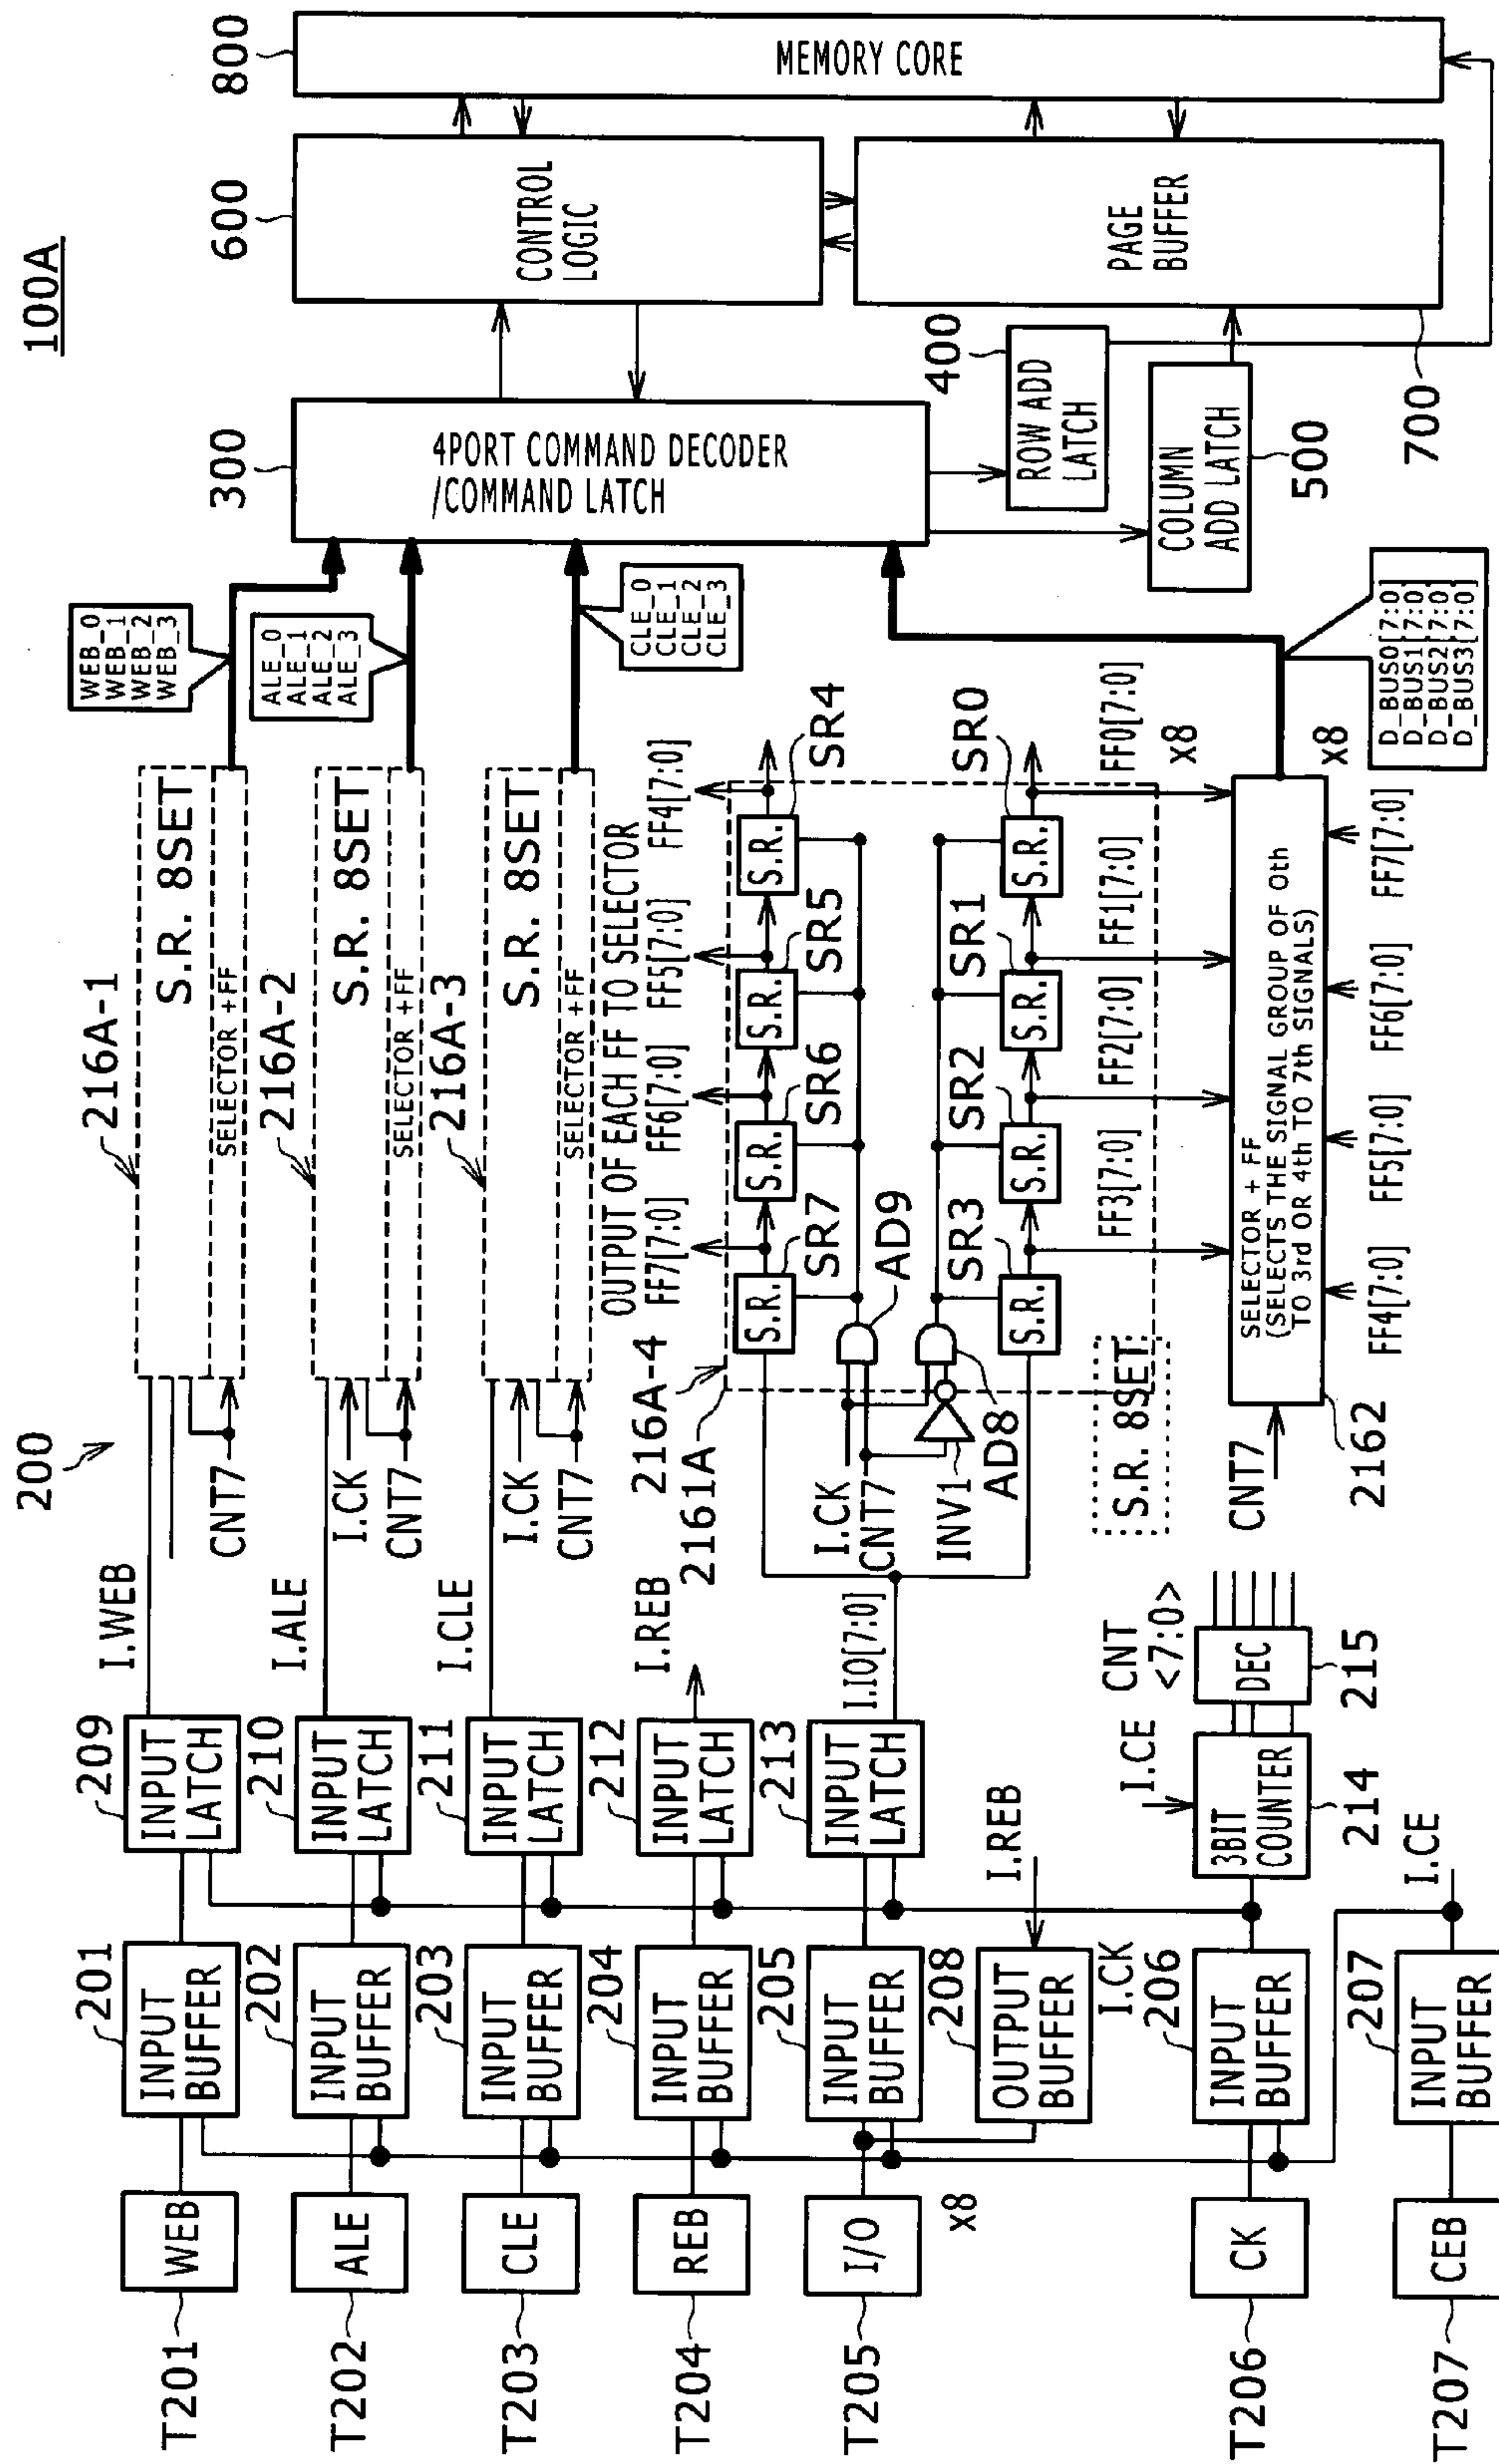 100A
200
T201
WEB
201
INPUT
BUFFER
209
INPUT
LATCH
I.WEB
CNT7
216A-1
S.R. 8SET
SELECTOR +FF
WEB_0
WEB_1
WEB_2
WEB_3
T202
ALE
202
INPUT
BUFFER
210
INPUT
LATCH
I.ALE
I.CK
CNT7
216A-2
S.R. 8SET
SELECTOR +FF
ALE_0
ALE_1
ALE_2
ALE_3
T203
CLE
203
INPUT
BUFFER
211
INPUT
LATCH
I.CLE
I.CK
CNT7
216A-3
S.R. 8SET
SELECTOR +FF
CLE_0
CLE_1
CLE_2
CLE_3
T204
REB
204
INPUT
BUFFER
212
INPUT
LATCH
I.REB
T205
I/O
x8
205
INPUT
BUFFER
213
INPUT
LATCH
I.IO[7:0]
208
OUTPUT
BUFFER
I.REB
OUTPUT OF EACH FF TO SELECTOR
FF7[7:0]
FF6[7:0]
FF5[7:0]
FF4[7:0]
216A-4
2161A
S.R.
SR7
S.R.
SR6
S.R.
SR5
S.R.
SR4
AD9
I.CK
CNT7
INV1
AD8
S.R.
SR3
S.R.
SR2
S.R.
SR1
S.R.
SR0
FF3[7:0]
FF2[7:0]
FF1[7:0]
FF0[7:0]
x8
S.R. 8SET
CNT7
2162
SELECTOR + FF
(SELECTS THE SIGNAL GROUP OF 0th
TO 3rd OR 4th TO 7th SIGNALS)
x8
FF4[7:0]
FF5[7:0]
FF6[7:0]
FF7[7:0]
D_BUS0[7:0]
D_BUS1[7:0]
D_BUS2[7:0]
D_BUS3[7:0]
T206
CK
206
INPUT
BUFFER
I.CK
3BIT
COUNTER
214
I.CE
DEC
215
CNT
<7:0>
T207
CEB
207
INPUT
BUFFER
I.CE
300
4PORT COMMAND DECODER
/COMMAND LATCH
400
ROW ADD
LATCH
COLUMN
ADD LATCH
500
600
CONTROL
LOGIC
PAGE
BUFFER
700
800
MEMORY CORE